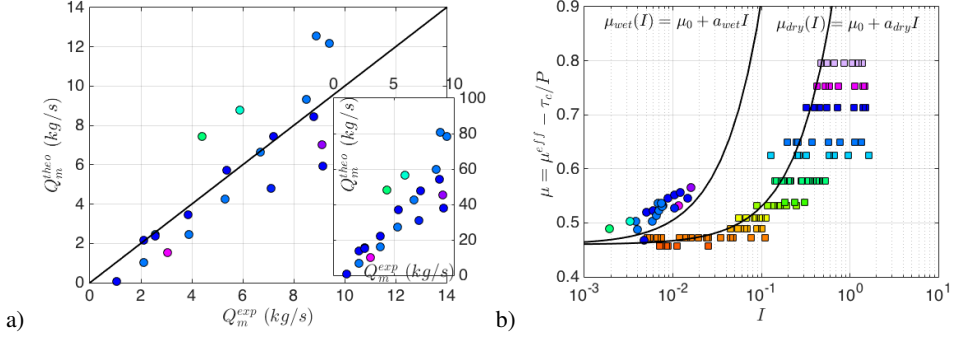 14
12
10
8
6
4
2
0
0 2 4 6 8 10 12 14
Q_m^{theo} (kg/s)
Q_m^{exp} (kg/s)
0 5 10
100
80
60
40
20
0
Q_m^{theo} (kg/s)
Q_m^{exp} (kg/s)
a)
μ_{wet}(I) = μ_0 + a_{wet}I
μ_{dry}(I) = μ_0 + a_{dry}I
0.9
0.8
0.7
0.6
0.5
0.4
μ = μ^{eff} − τ_c/P
10^{-3} 10^{-2} 10^{-1} 10^0 10^1
I
b)